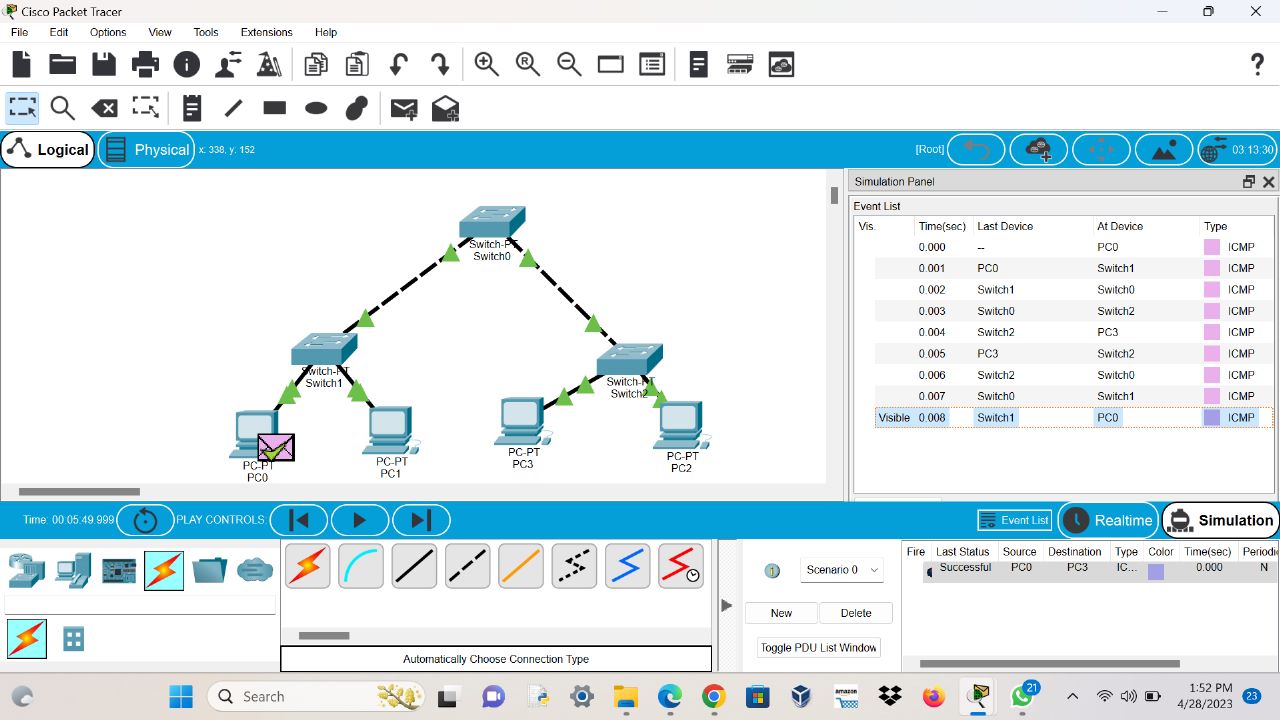 Cisco Packet Tracer
File Edit Options View Tools Extensions Help
Logical Physical x: 338, y: 152 [Root] 03:13:30
Simulation Panel
Event List
Vis. Time(sec) Last Device At Device Type
0.000 -- PC0 ICMP
0.001 PC0 Switch1 ICMP
0.002 Switch1 Switch0 ICMP
0.003 Switch0 Switch2 ICMP
0.004 Switch2 PC3 ICMP
0.005 PC3 Switch2 ICMP
0.006 Switch2 Switch0 ICMP
0.007 Switch0 Switch1 ICMP
Visible 0.008 Switch1 PC0 ICMP
Switch-PT
Switch0
Switch-PT
Switch1
Switch-PT
Switch2
PC-PT
PC0
PC-PT
PC1
PC-PT
PC3
PC-PT
PC2
Time: 00:05:49.999 PLAY CONTROLS: Event List Realtime Simulation
Fire Last Status Source Destination Type Color Time(sec) Periodi
Successful PC0 PC3 IC... 0.000 N
Scenario 0
New Delete
Toggle PDU List Window
Automatically Choose Connection Type
Search
amazon
21
1:52 PM
4/28/2023
23